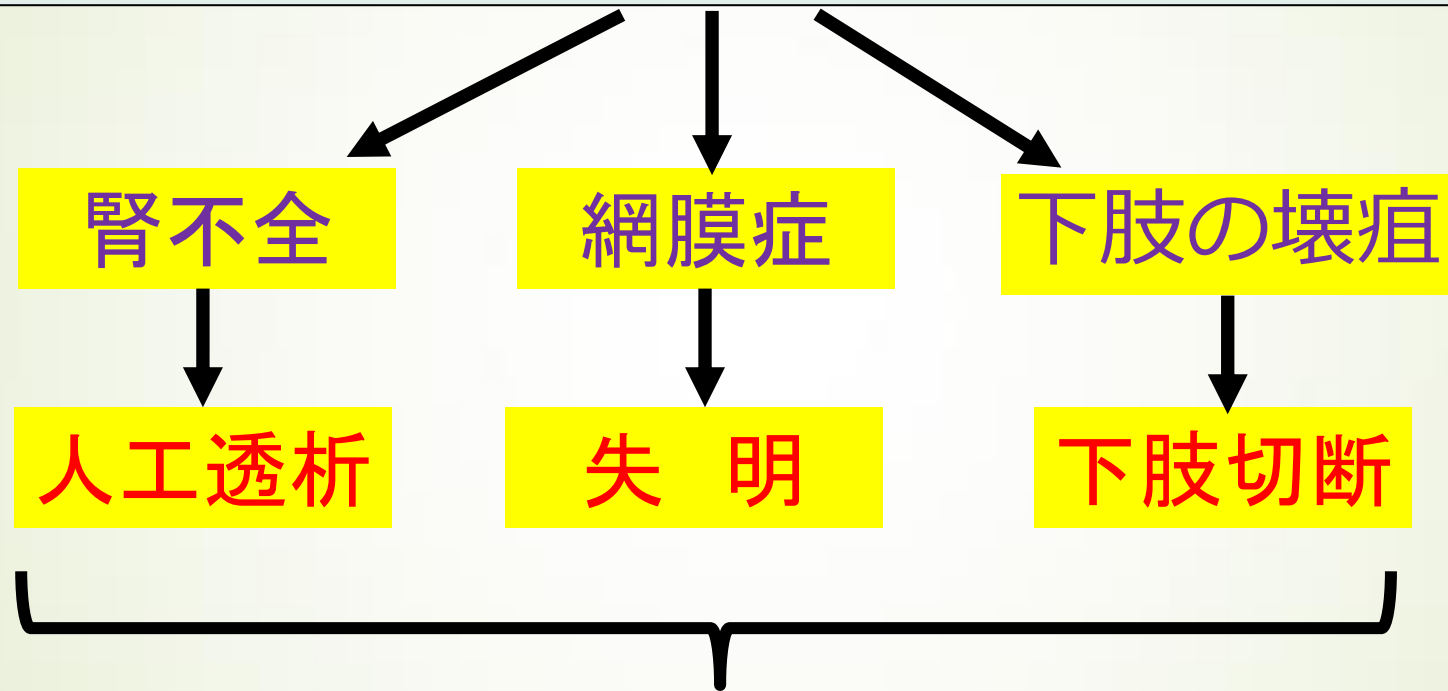 腎不全
網膜症
下肢の壊疽
人工透析
失　明
下肢切断